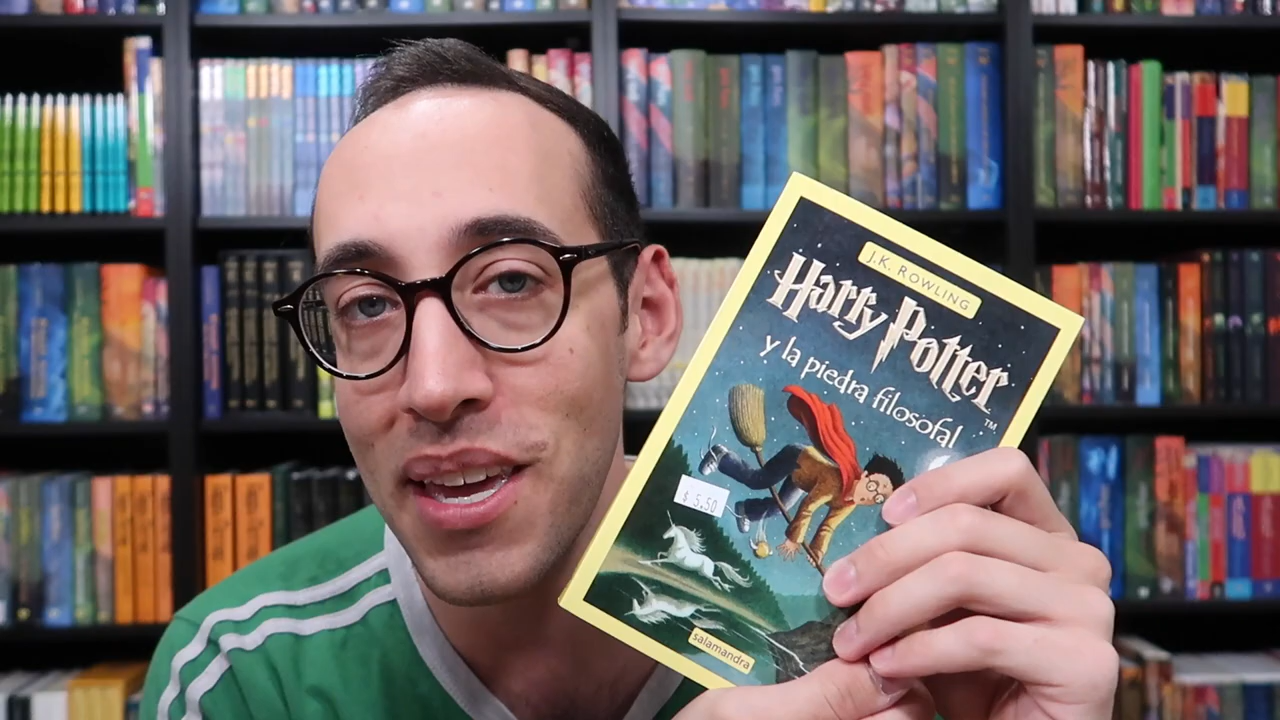 J.K. ROWLING
Harry Potter
TM
y la piedra filosofal
$ 5.50
salamandra